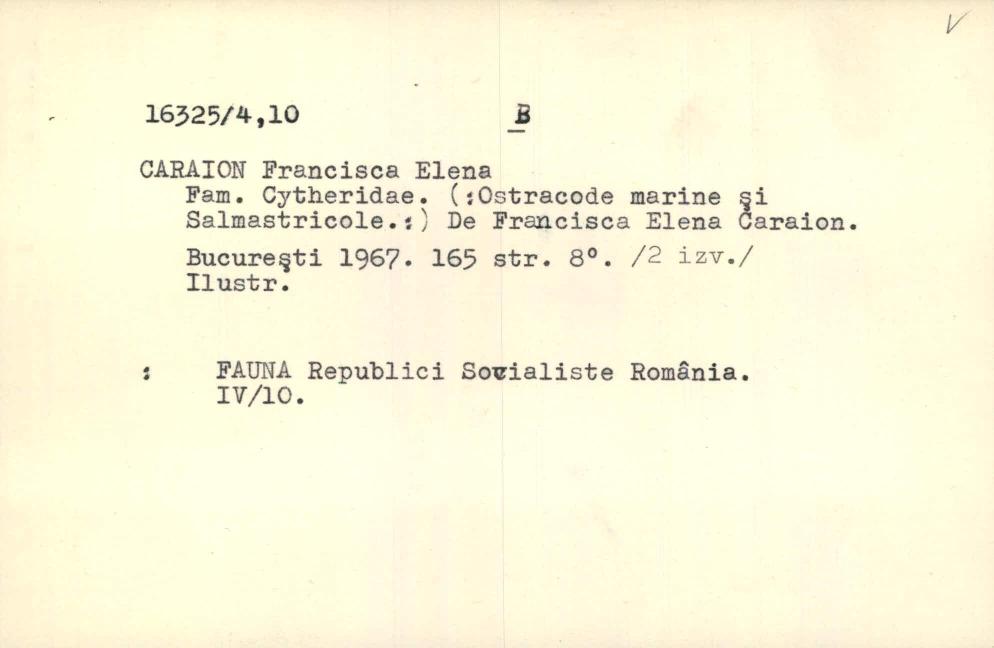 16325/4,10 B
CARAION Francisca Elena
Fam. Cytheridae. (:Ostracode marine şi
Salmastricole.:) De Francisca Elena Caraion.
Bucureşti 1967. 165 str. 8°. /2 izv./
Ilustr.
: FAUNA Republici Socialiste România.
IV/10.